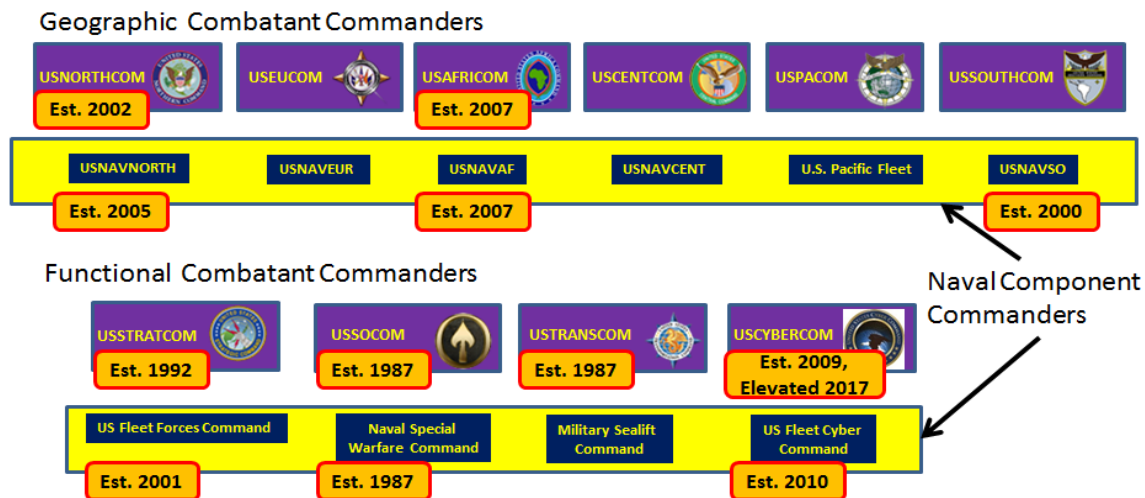 Geographic Combatant Commanders
USNORTHCOM
USEUCOM
USAFRICOM
USCENTCOM
USPACOM
USSOUTHCOM
Est. 2002
Est. 2007
USNAVNORTH
USNAVEUR
USNAVAF
USNAVCENT
U.S. Pacific Fleet
USNAVSO
Est. 2005
Est. 2007
Est. 2000
Functional Combatant Commanders
Naval Component
Commanders
USSTRATCOM
USSOCOM
USTRANSCOM
USCYBERCOM
Est. 1992
Est. 1987
Est. 1987
Est. 2009,
Elevated 2017
US Fleet Forces Command
Naval Special
Warfare Command
Military Sealift
Command
US Fleet Cyber
Command
Est. 2001
Est. 1987
Est. 2010